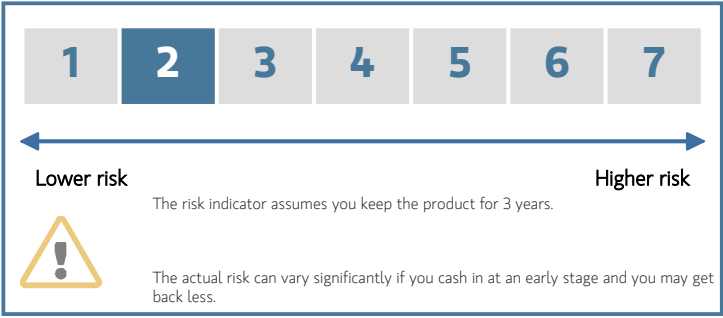 1 2 3 4 5 6 7
Lower risk Higher risk
The risk indicator assumes you keep the product for 3 years.
!
The actual risk can vary significantly if you cash in at an early stage and you may get
back less.